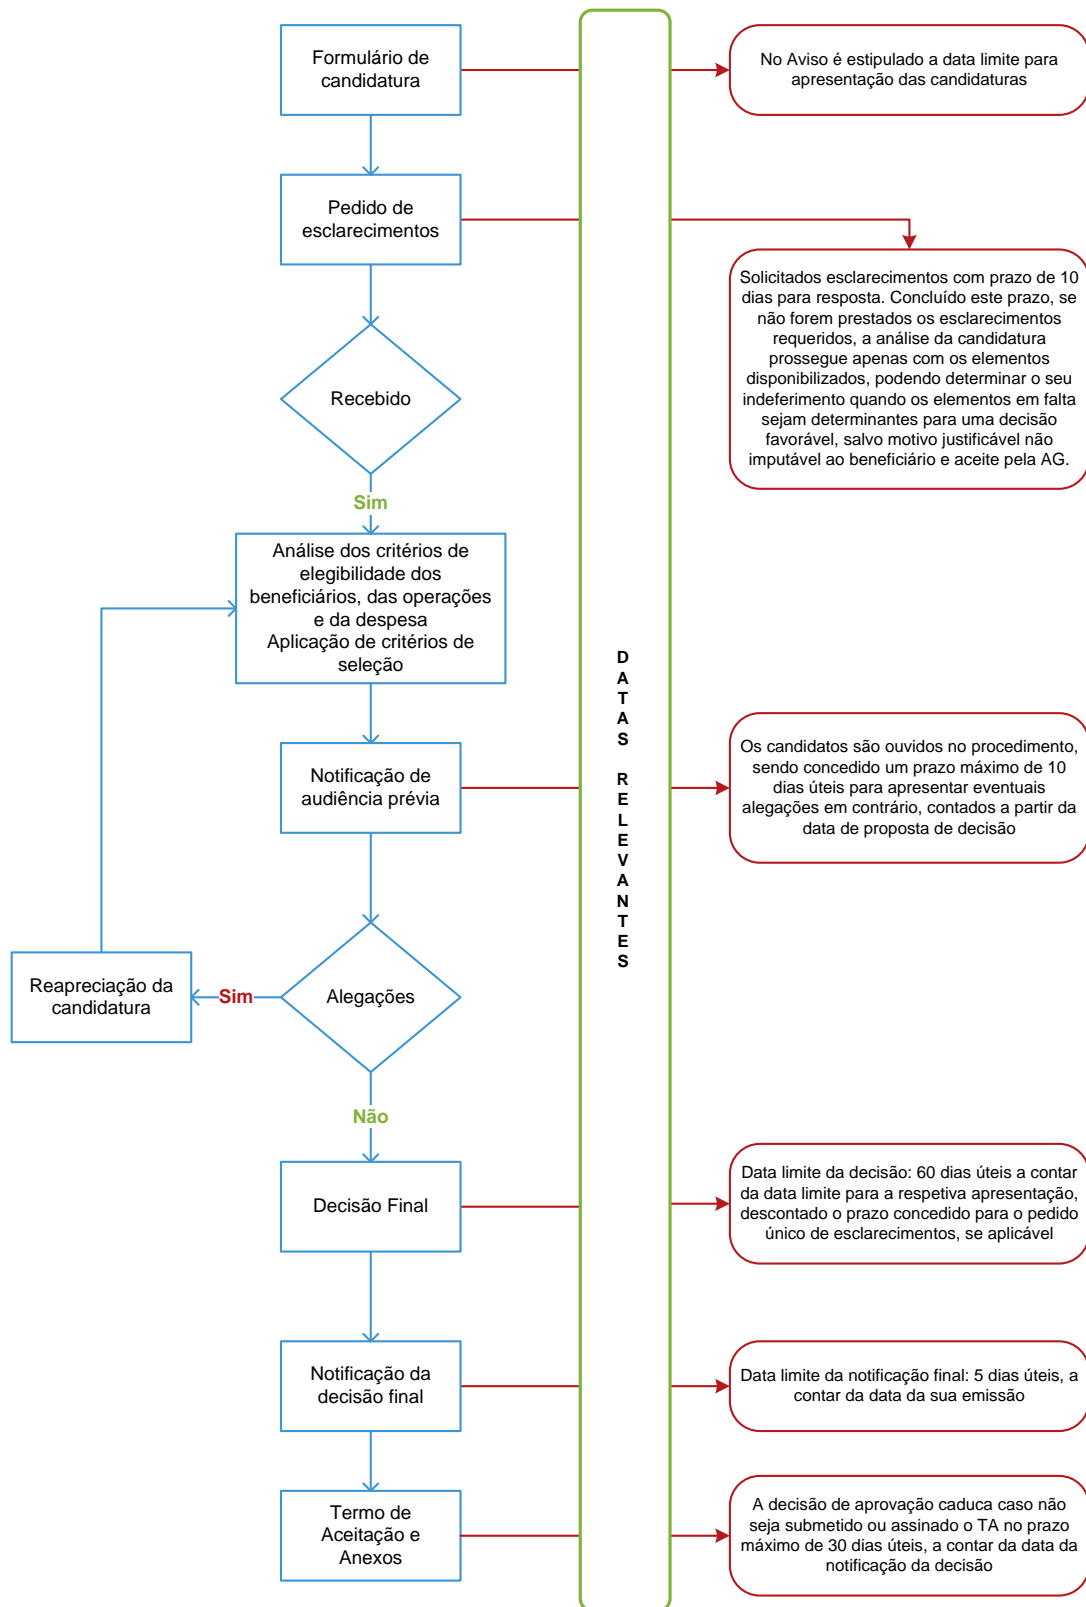 Formulário de
candidatura
No Aviso é estipulado a data limite para
apresentação das candidaturas
Pedido de
esclarecimentos
Solicitados esclarecimentos com prazo de 10
dias para resposta. Concluído este prazo, se
não forem prestados os esclarecimentos
requeridos, a análise da candidatura
prossegue apenas com os elementos
disponibilizados, podendo determinar o seu
indeferimento quando os elementos em falta
sejam determinantes para uma decisão
favorável, salvo motivo justificável não
imputável ao beneficiário e aceite pela AG.
Recebido
Sim
Análise dos critérios de
elegibilidade dos
beneficiários, das operações
e da despesa
Aplicação de critérios de
seleção
D
A
T
A
S
R
E
L
E
V
A
N
T
E
S
Notificação de
audiência prévia
Os candidatos são ouvidos no procedimento,
sendo concedido um prazo máximo de 10
dias úteis para apresentar eventuais
alegações em contrário, contados a partir da
data de proposta de decisão
Reapreciação da
candidatura
Sim
Alegações
Não
Decisão Final
Data limite da decisão: 60 dias úteis a contar
da data limite para a respetiva apresentação,
descontado o prazo concedido para o pedido
único de esclarecimentos, se aplicável
Notificação da
decisão final
Data limite da notificação final: 5 dias úteis, a
contar da data da sua emissão
Termo de
Aceitação e
Anexos
A decisão de aprovação caduca caso não
seja submetido ou assinado o TA no prazo
máximo de 30 dias úteis, a contar da data da
notificação da decisão